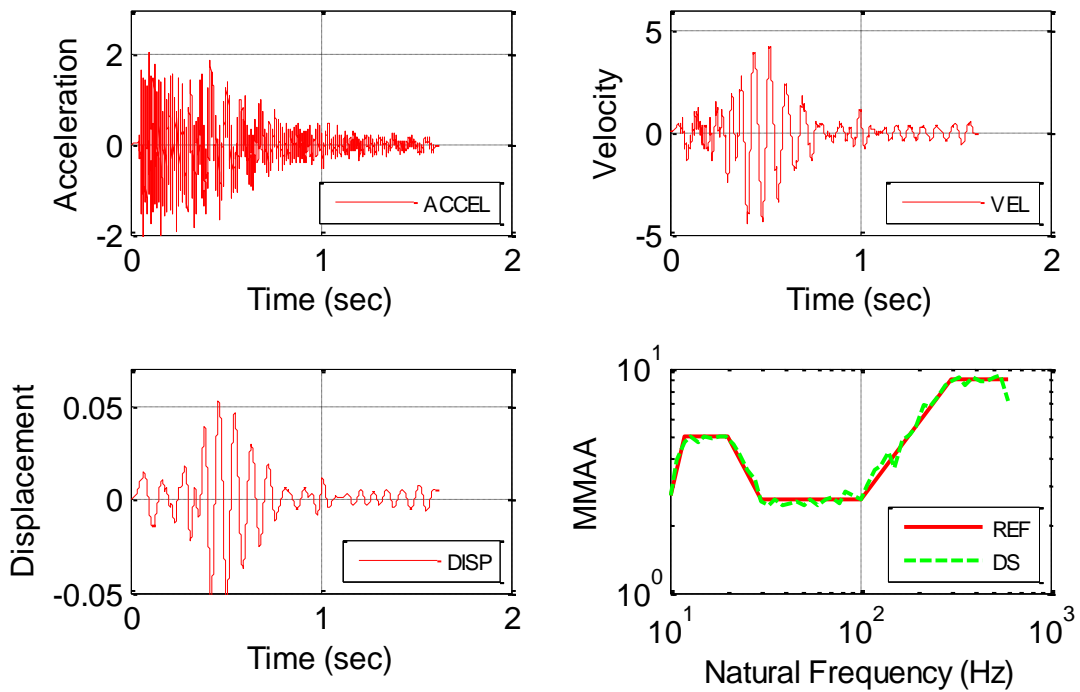 Acceleration
2
0
-2
ACCEL
0
1
2
Time (sec)
Velocity
5
0
-5
VEL
0
1
2
Time (sec)
Displacement
0.05
0
-0.05
DISP
0
1
2
Time (sec)
MMAA
10^1
10^0
REF
DS
10^1
10^2
10^3
Natural Frequency (Hz)